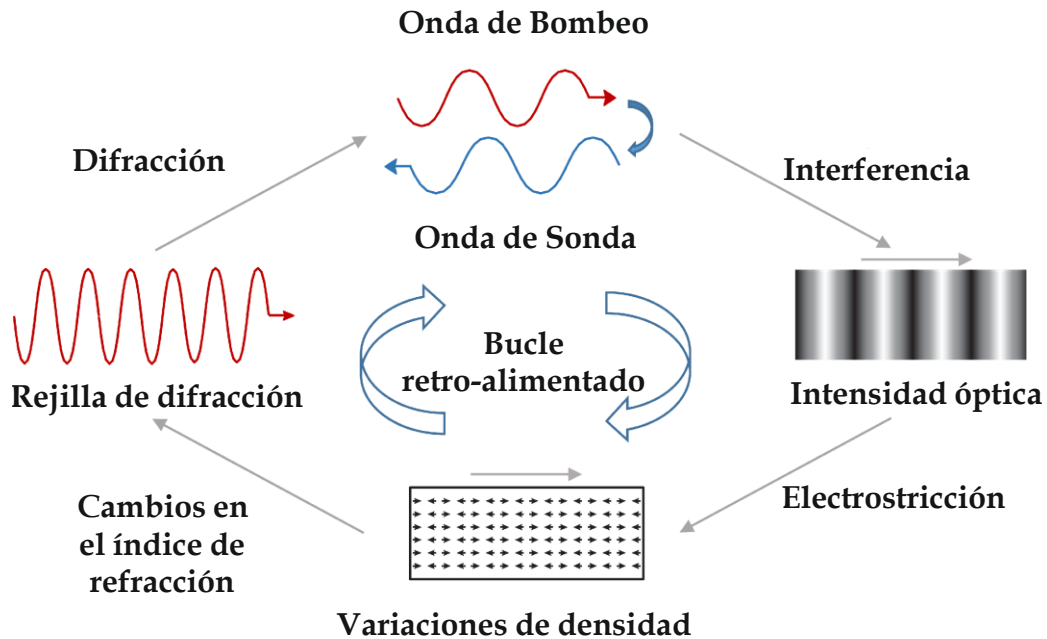 Onda de Bombeo
Difracción
Interferencia
Onda de Sonda
Bucle
retro-alimentado
Rejilla de difracción
Intensidad óptica
Cambios en
el índice de
refracción
Electrostricción
Variaciones de densidad